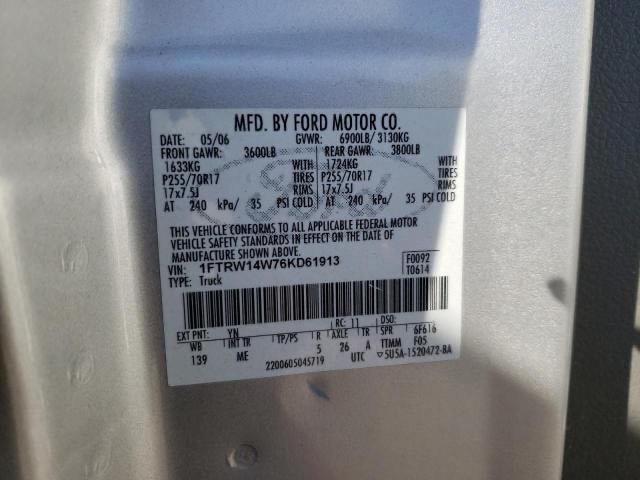 MFD. BY FORD MOTOR CO.
DATE: 05/06 GVWR: 6900LB/ 3130KG
FRONT GAWR: 3600LB REAR GAWR: 3800LB
1633KG WITH 1724KG WITH
P255/70R17 TIRES P255/70R17 TIRES
17x7.5J RIMS 17x7.5J RIMS
AT 240 kPa/ 35 PSI COLD AT 240 kPa/ 35 PSI COLD
THIS VEHICLE CONFORMS TO ALL APPLICABLE FEDERAL MOTOR
VEHICLE SAFETY STANDARDS IN EFFECT ON THE DATE OF
MANUFACTURE SHOWN ABOVE.
VIN: 1FTRW14W76KD61913 F0092
TYPE: Truck T0614
EXT PNT: YN RC: 11 DSO:
WB INT TR TP/PS R AXLE TR SPR 6F616
139 ME 5 26 A TTMM F05
2200605045719 UTC 5U5A-1520472-BA
Ford